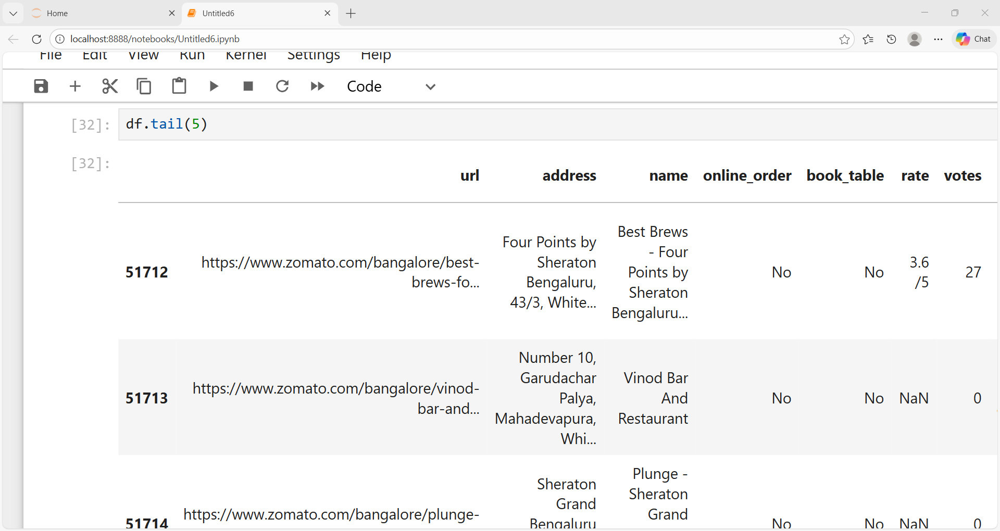 Home
Untitled6
localhost:8888/notebooks/Untitled6.ipynb
Chat
File Edit View Run Kernel Settings Help
Code
[32]: df.tail(5)
[32]:
url address name online_order book_table rate votes
51712 https://www.zomato.com/bangalore/best-brews-fo... Four Points by Sheraton Bengaluru, 43/3, White... Best Brews - Four Points by Sheraton Bengaluru... No No 3.6 /5 27
51713 https://www.zomato.com/bangalore/vinod-bar-and... Number 10, Garudachar Palya, Mahadevapura, Whi... Vinod Bar And Restaurant No No NaN 0
51714 https://www.zomato.com/bangalore/plunge- Sheraton Grand Bengaluru Plunge - Sheraton Grand No No NaN 0